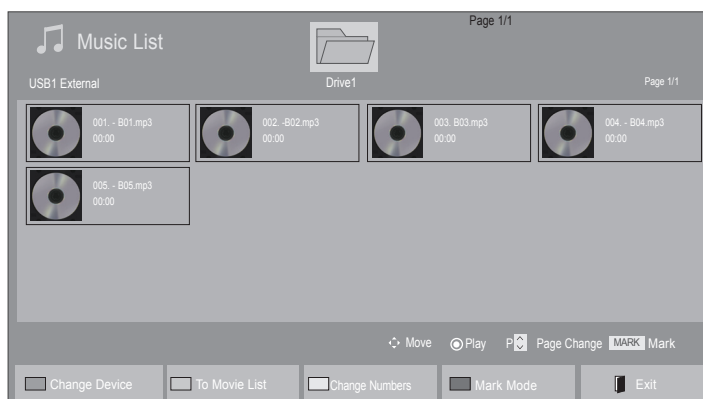 Page 1/1
Music List
USB1 External
Drive1
Page 1/1
001. - B01.mp3
00:00
002. -B02.mp3
00:00
003. B03.mp3
00:00
004. - B04.mp3
00:00
005. - B05.mp3
00:00
Move Play P Page Change MARK Mark
Change Device To Movie List Change Numbers Mark Mode Exit